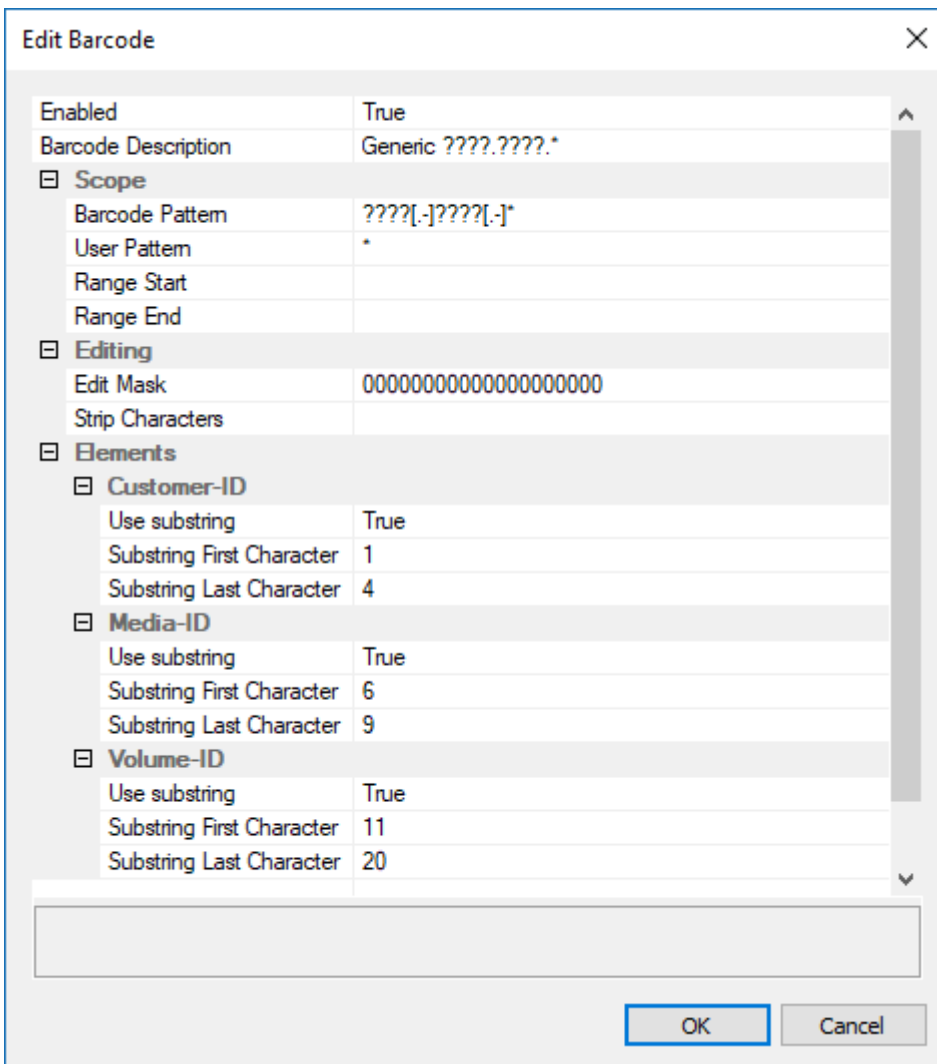 Edit Barcode
Enabled True
Barcode Description Generic ????.????.*
Scope
Barcode Pattern ????[.-]????[.-]*
User Pattern *
Range Start
Range End
Editing
Edit Mask 00000000000000000000
Strip Characters
Elements
Customer-ID
Use substring True
Substring First Character 1
Substring Last Character 4
Media-ID
Use substring True
Substring First Character 6
Substring Last Character 9
Volume-ID
Use substring True
Substring First Character 11
Substring Last Character 20
OK Cancel